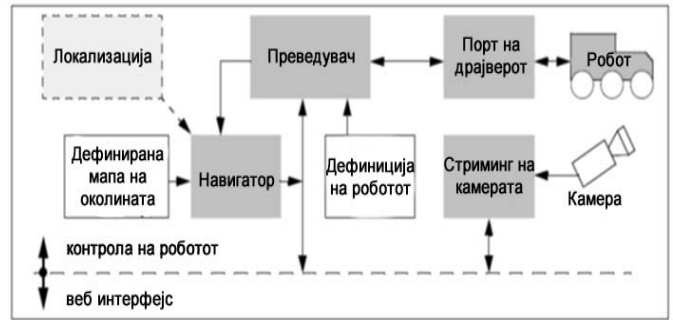 Локализација
Преведувач
Порт на
драјверот
Робот
Дефинирана
мапа на
околината
Навигатор
Дефиниција
на роботот
Стриминг на
камерата
Камера
контрола на роботот
веб интерфејс